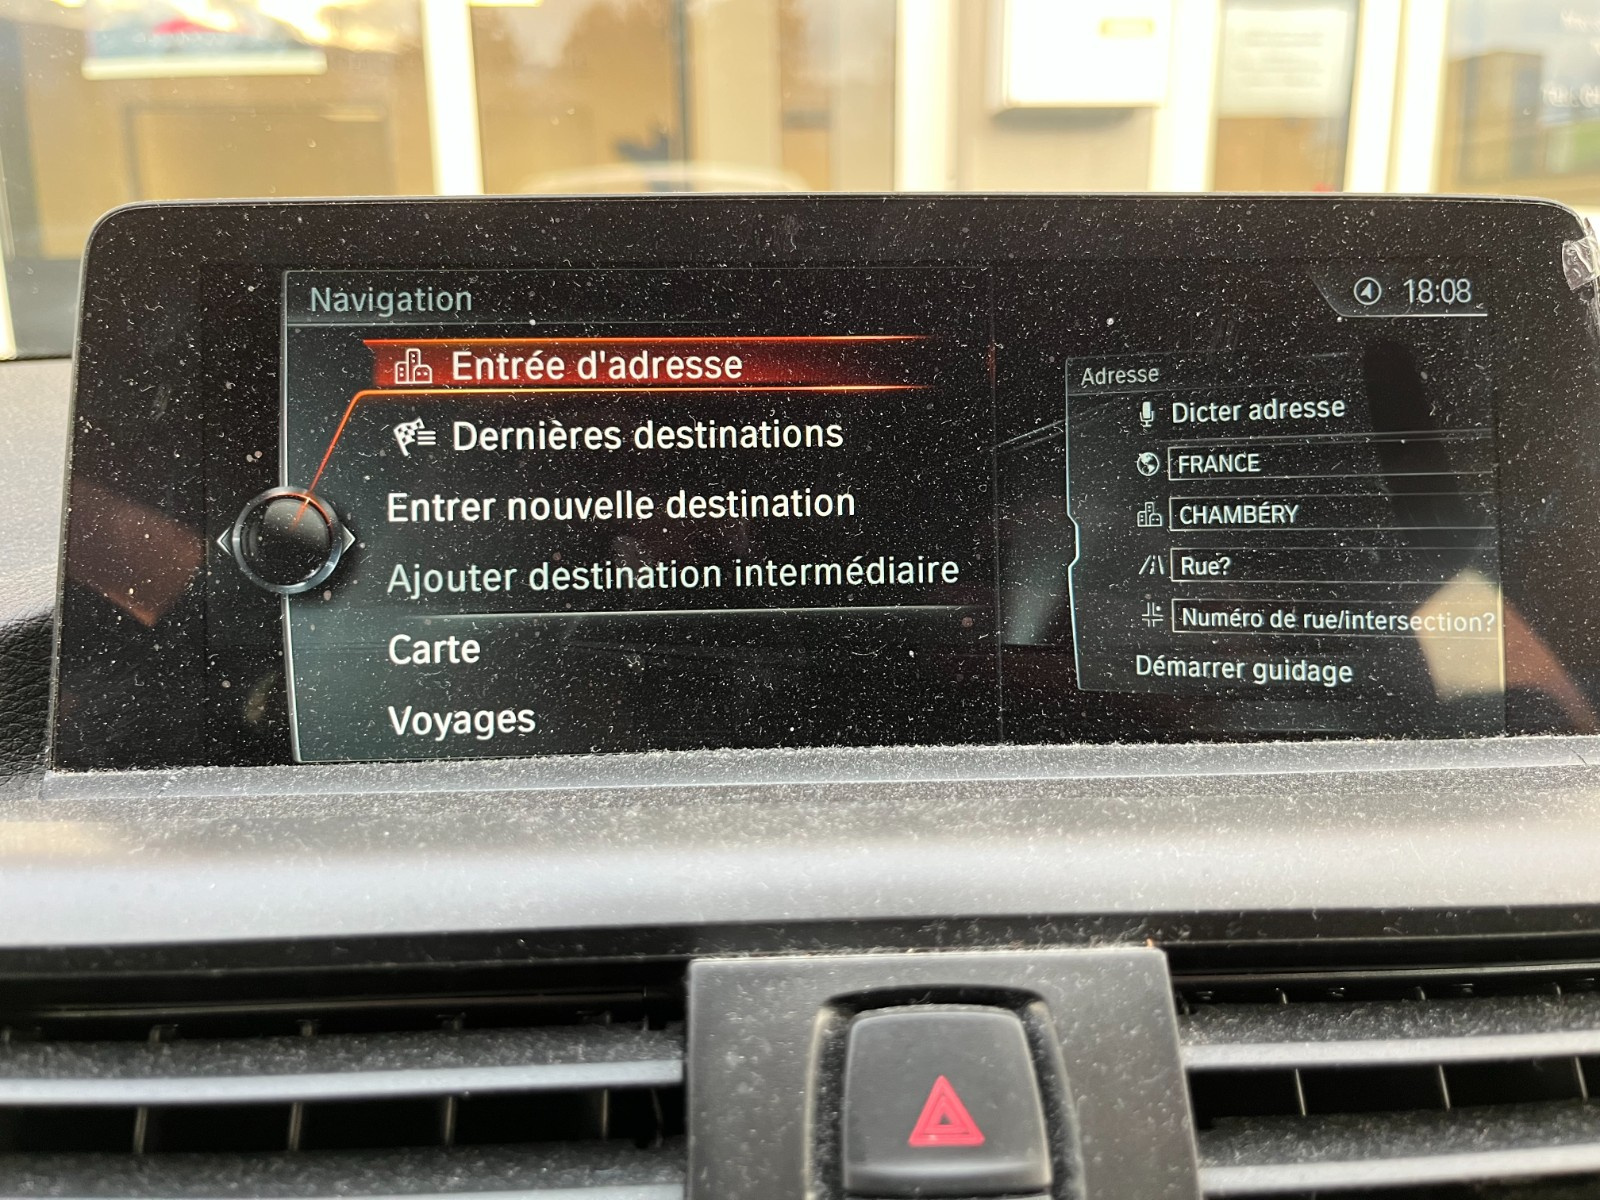 Navigation
18:08
Entrée d'adresse
Dernières destinations
Entrer nouvelle destination
Ajouter destination intermédiaire
Carte
Voyages
Adresse
Dicter adresse
FRANCE
CHAMBÉRY
Rue?
Numéro de rue/intersection?
Démarrer guidage